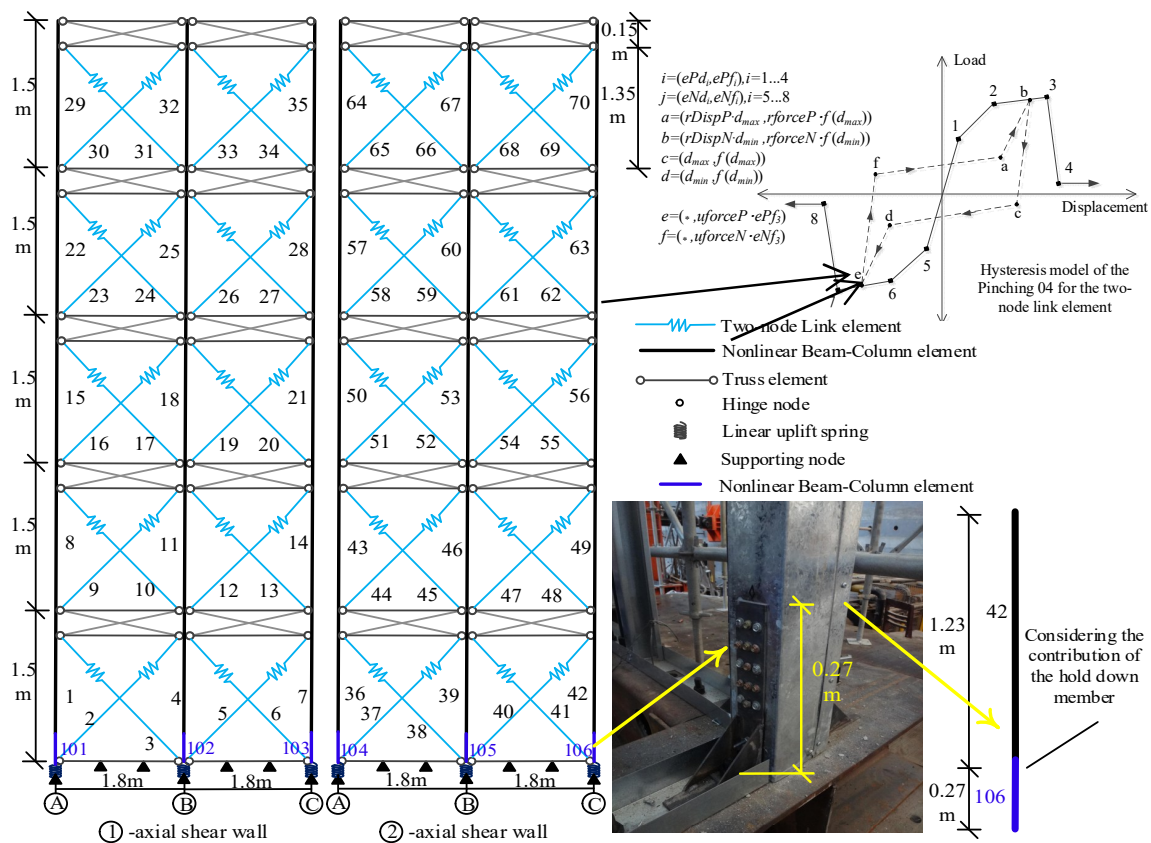 0.15
m
1.35
m
1.5
m
1.5
m
1.5
m
1.5
m
1.5
m
29 32 35 64 67 70
30 31 33 34 65 66 68 69
22 25 28 57 60 63
23 24 26 27 58 59 61 62
15 18 21 50 53 56
16 17 19 20 51 52 54 55
8 11 14 43 46 49
9 10 12 13 44 45 47 48
1 4 7 36 39 42
2 5 6 37 40 41
3 38
101 102 103 104 105 106
1.8m 1.8m 1.8m 1.8m
A B C A B C
① -axial shear wall
② -axial shear wall
i=(ePdᵢ,ePfᵢ),i=1...4
j=(eNdᵢ,eNfᵢ),i=5...8
a=(rDispP·dₘₐₓ,rforceP·f(dₘₐₓ))
b=(rDispN·dₘᵢₙ,rforceN·f(dₘᵢₙ))
c=(dₘₐₓ,f(dₘₐₓ))
d=(dₘᵢₙ,f(dₘᵢₙ))
e=(*,uforceP·ePf₃)
f=(*,uforceN·eNf₃)
Load
2 b 3
1
f a 4
Displacement
8 d c
5
e
6
Hysteresis model of the
Pinching 04 for the two-
node link element
Two-node Link element
Nonlinear Beam-Column element
Truss element
Hinge node
Linear uplift spring
Supporting node
Nonlinear Beam-Column element
0.27
m
1.23
m
42
0.27
m
106
Considering the
contribution of
the hold down
member